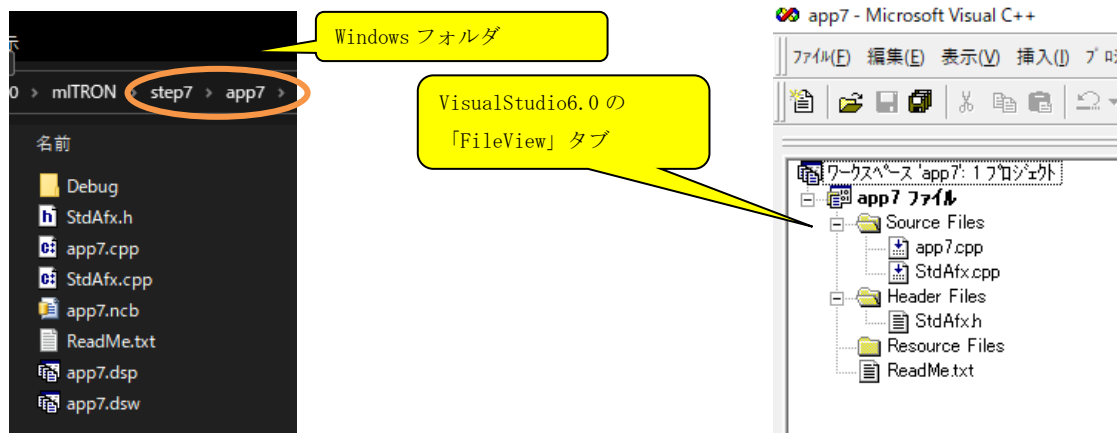 Windows フォルダ
0 › mITRON › step7 › app7 ›
名前
Debug
StdAfx.h
app7.cpp
StdAfx.cpp
app7.ncb
ReadMe.txt
app7.dsp
app7.dsw
VisualStudio6.0 の
「FileView」タブ
app7 - Microsoft Visual C++
ファイル(F) 編集(E) 表示(V) 挿入(I)
ワークスペース 'app7': 1 プロジェクト
app7 ファイル
Source Files
app7.cpp
StdAfx.cpp
Header Files
StdAfx.h
Resource Files
ReadMe.txt